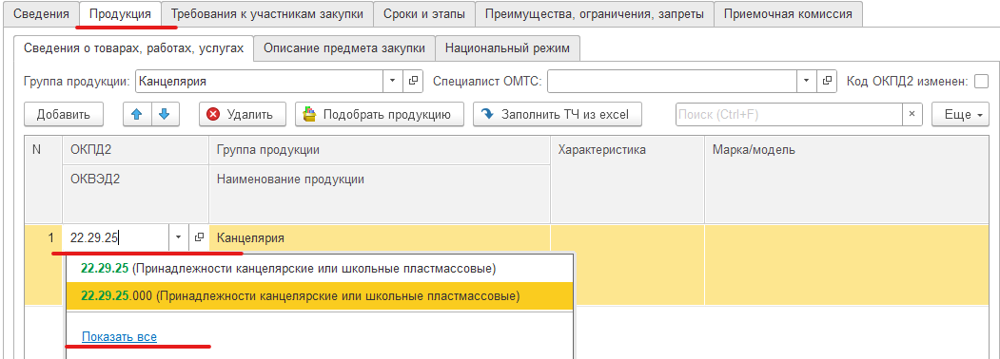 Сведения Продукция Требования к участникам закупки Сроки и этапы Преимущества, ограничения, запреты Приемочная комиссия
Сведения о товарах, работах, услугах Описание предмета закупки Национальный режим
Группа продукции: Канцелярия Специалист ОМТС: Код ОКПД2 изменен:
Добавить Удалить Подобрать продукцию Заполнить ТЧ из excel Поиск (Ctrl+F) × Еще
N ОКПД2 Группа продукции Характеристика Марка/модель
ОКВЭД2 Наименование продукции
1 22.29.25 Канцелярия
22.29.25 (Принадлежности канцелярские или школьные пластмассовые)
22.29.25.000 (Принадлежности канцелярские или школьные пластмассовые)
Показать все